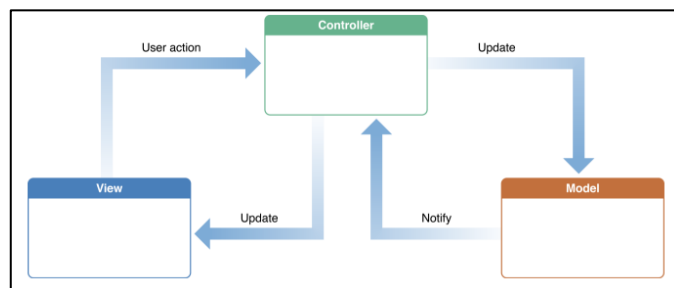 Controller
User action
Update
View
Model
Update
Notify